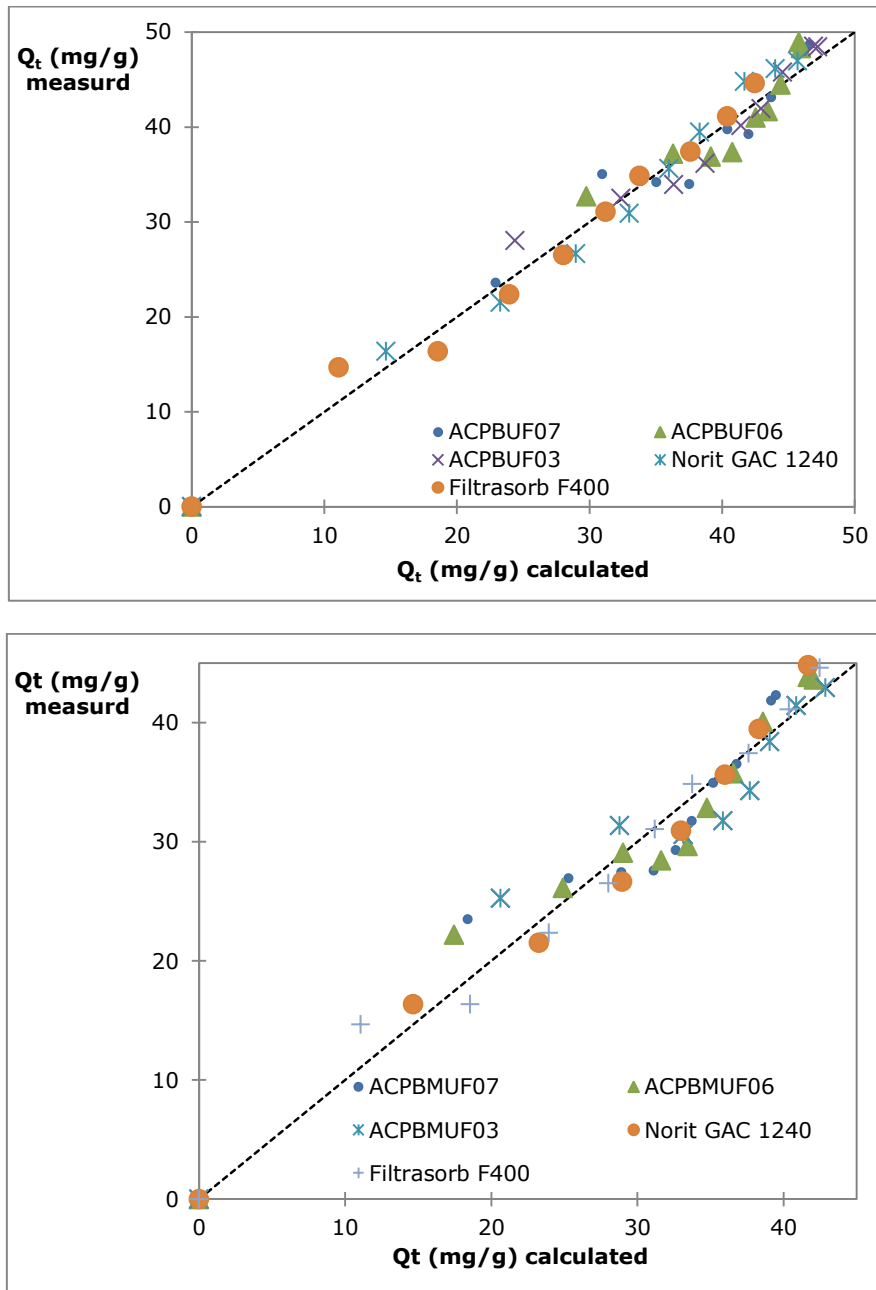 Qt (mg/g)
measurd
50
40
30
20
10
0
ACPBUF07 ACPBUF06
ACPBUF03 Norit GAC 1240
Filtrasorb F400
0 10 20 30 40 50
Qt (mg/g) calculated
Qt (mg/g)
measurd
40
30
20
10
0
ACPBMUF07 ACPBMUF06
ACPBMUF03 Norit GAC 1240
Filtrasorb F400
0 10 20 30 40
Qt (mg/g) calculated